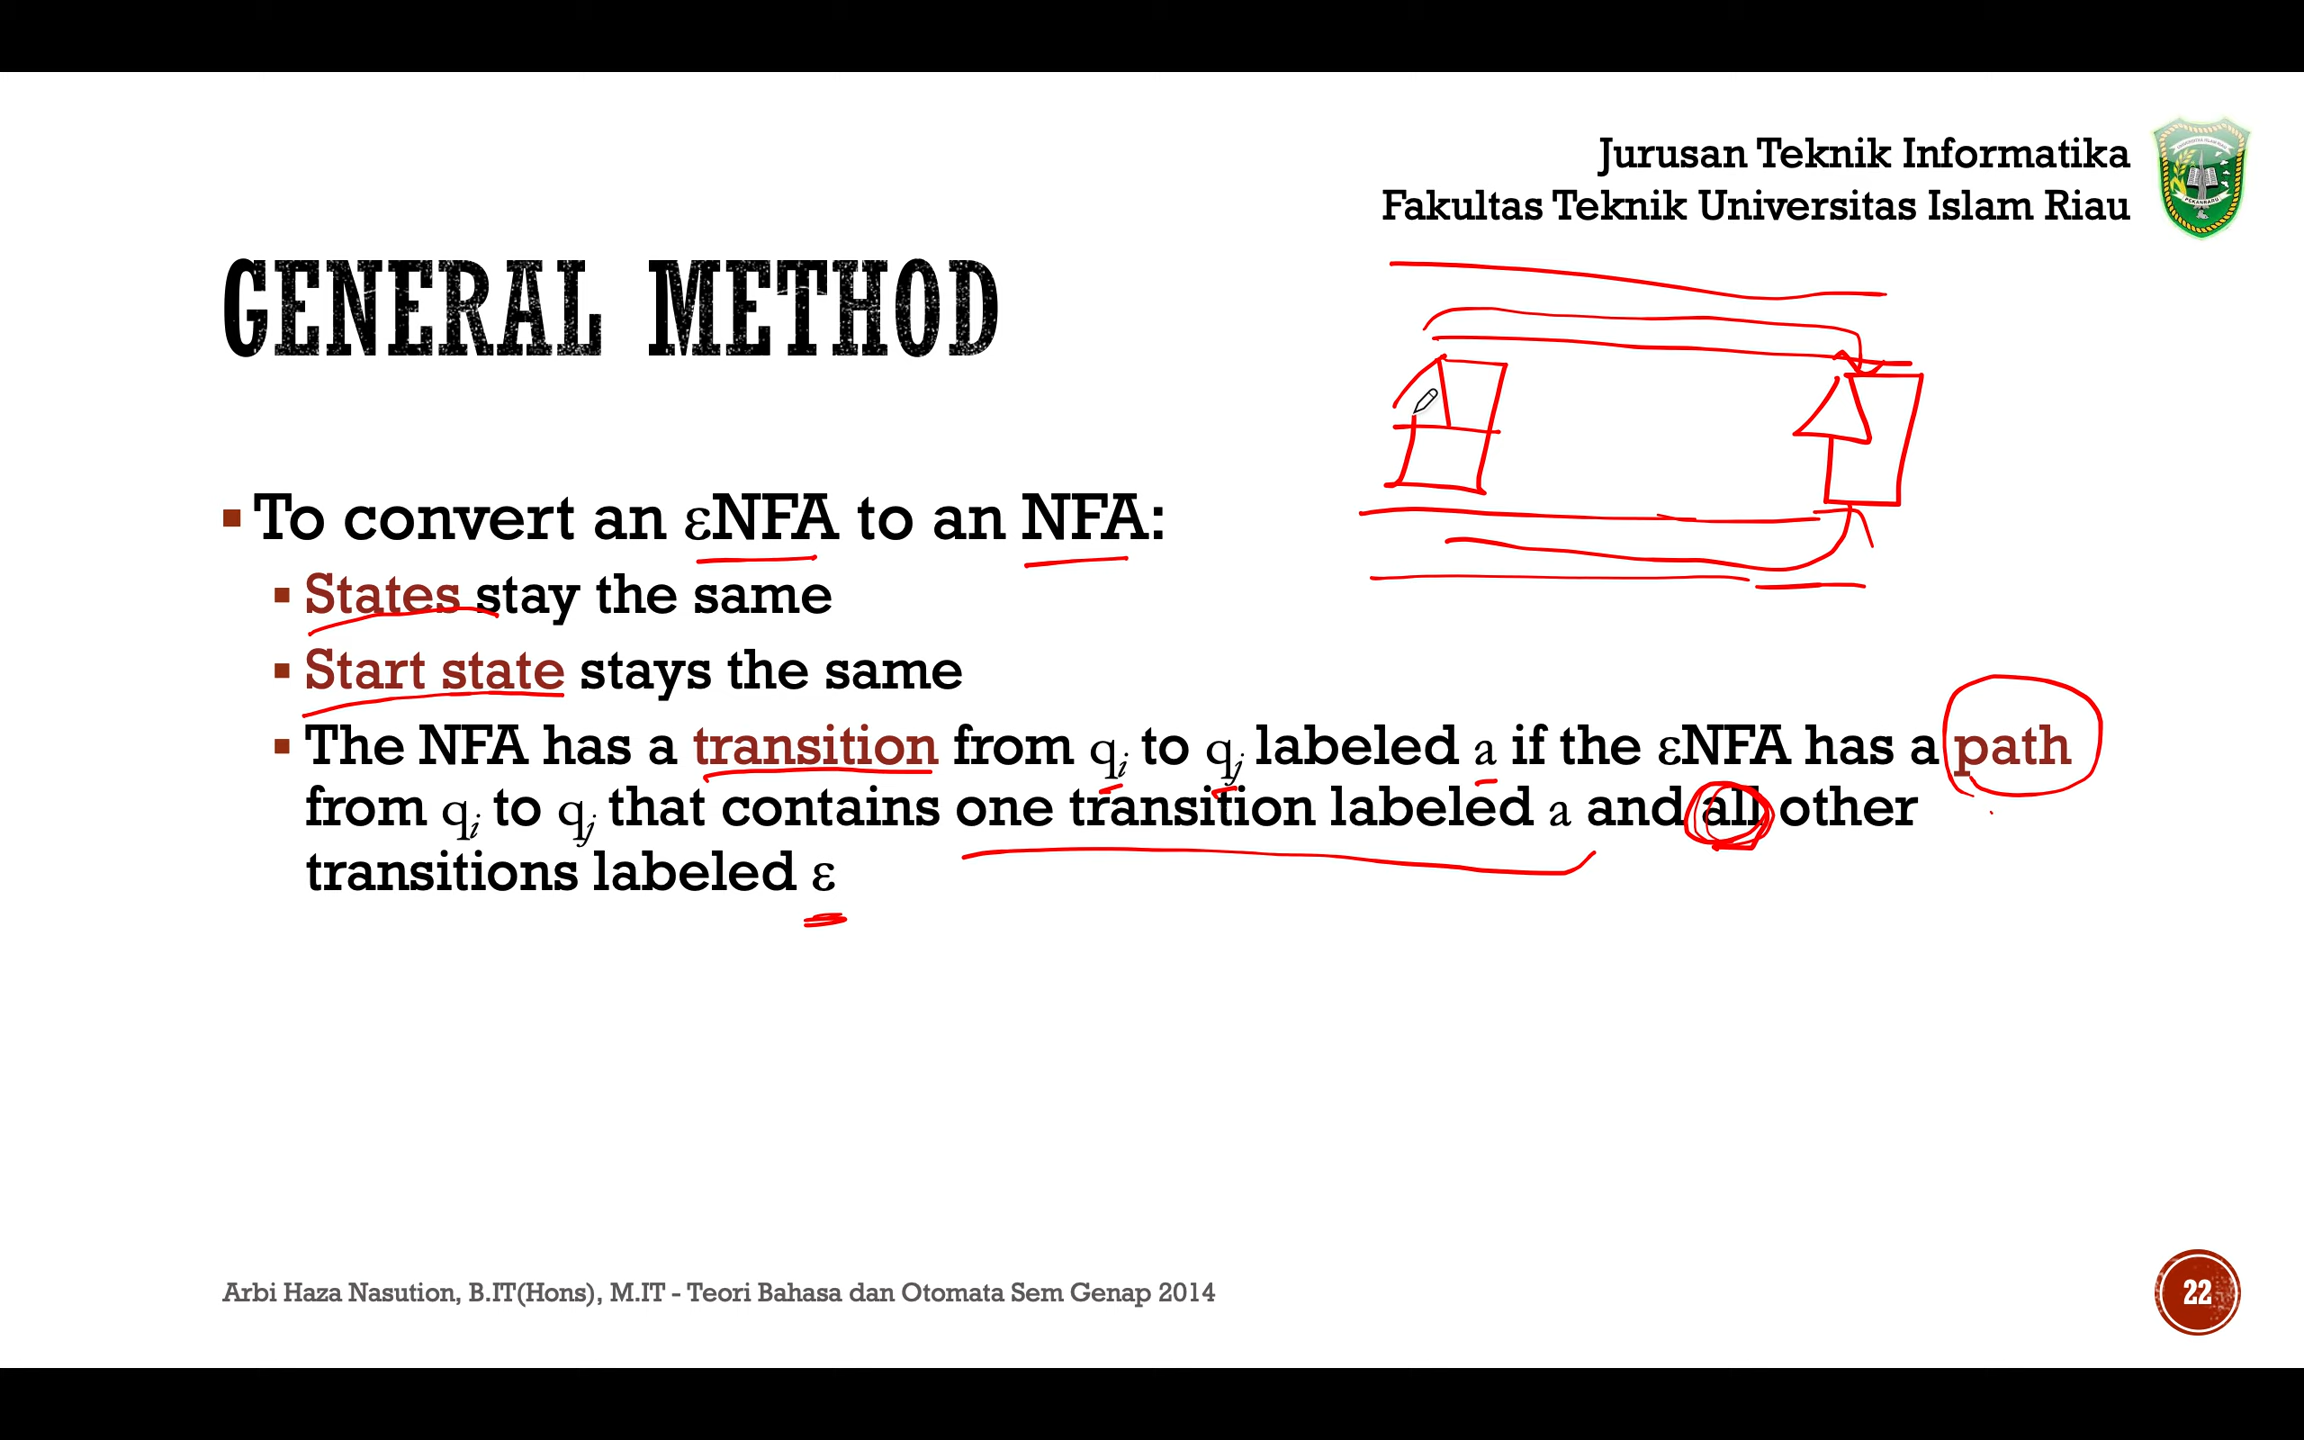 Jurusan Teknik Informatika
Fakultas Teknik Universitas Islam Riau
GENERAL METHOD
▪ To convert an εNFA to an NFA:
▪ States stay the same
▪ Start state stays the same
▪ The NFA has a transition from qᵢ to qⱼ labeled a if the εNFA has a path
from qᵢ to qⱼ that contains one transition labeled a and all other
transitions labeled ε
Arbi Haza Nasution, B.IT(Hons), M.IT - Teori Bahasa dan Otomata Sem Genap 2014
22